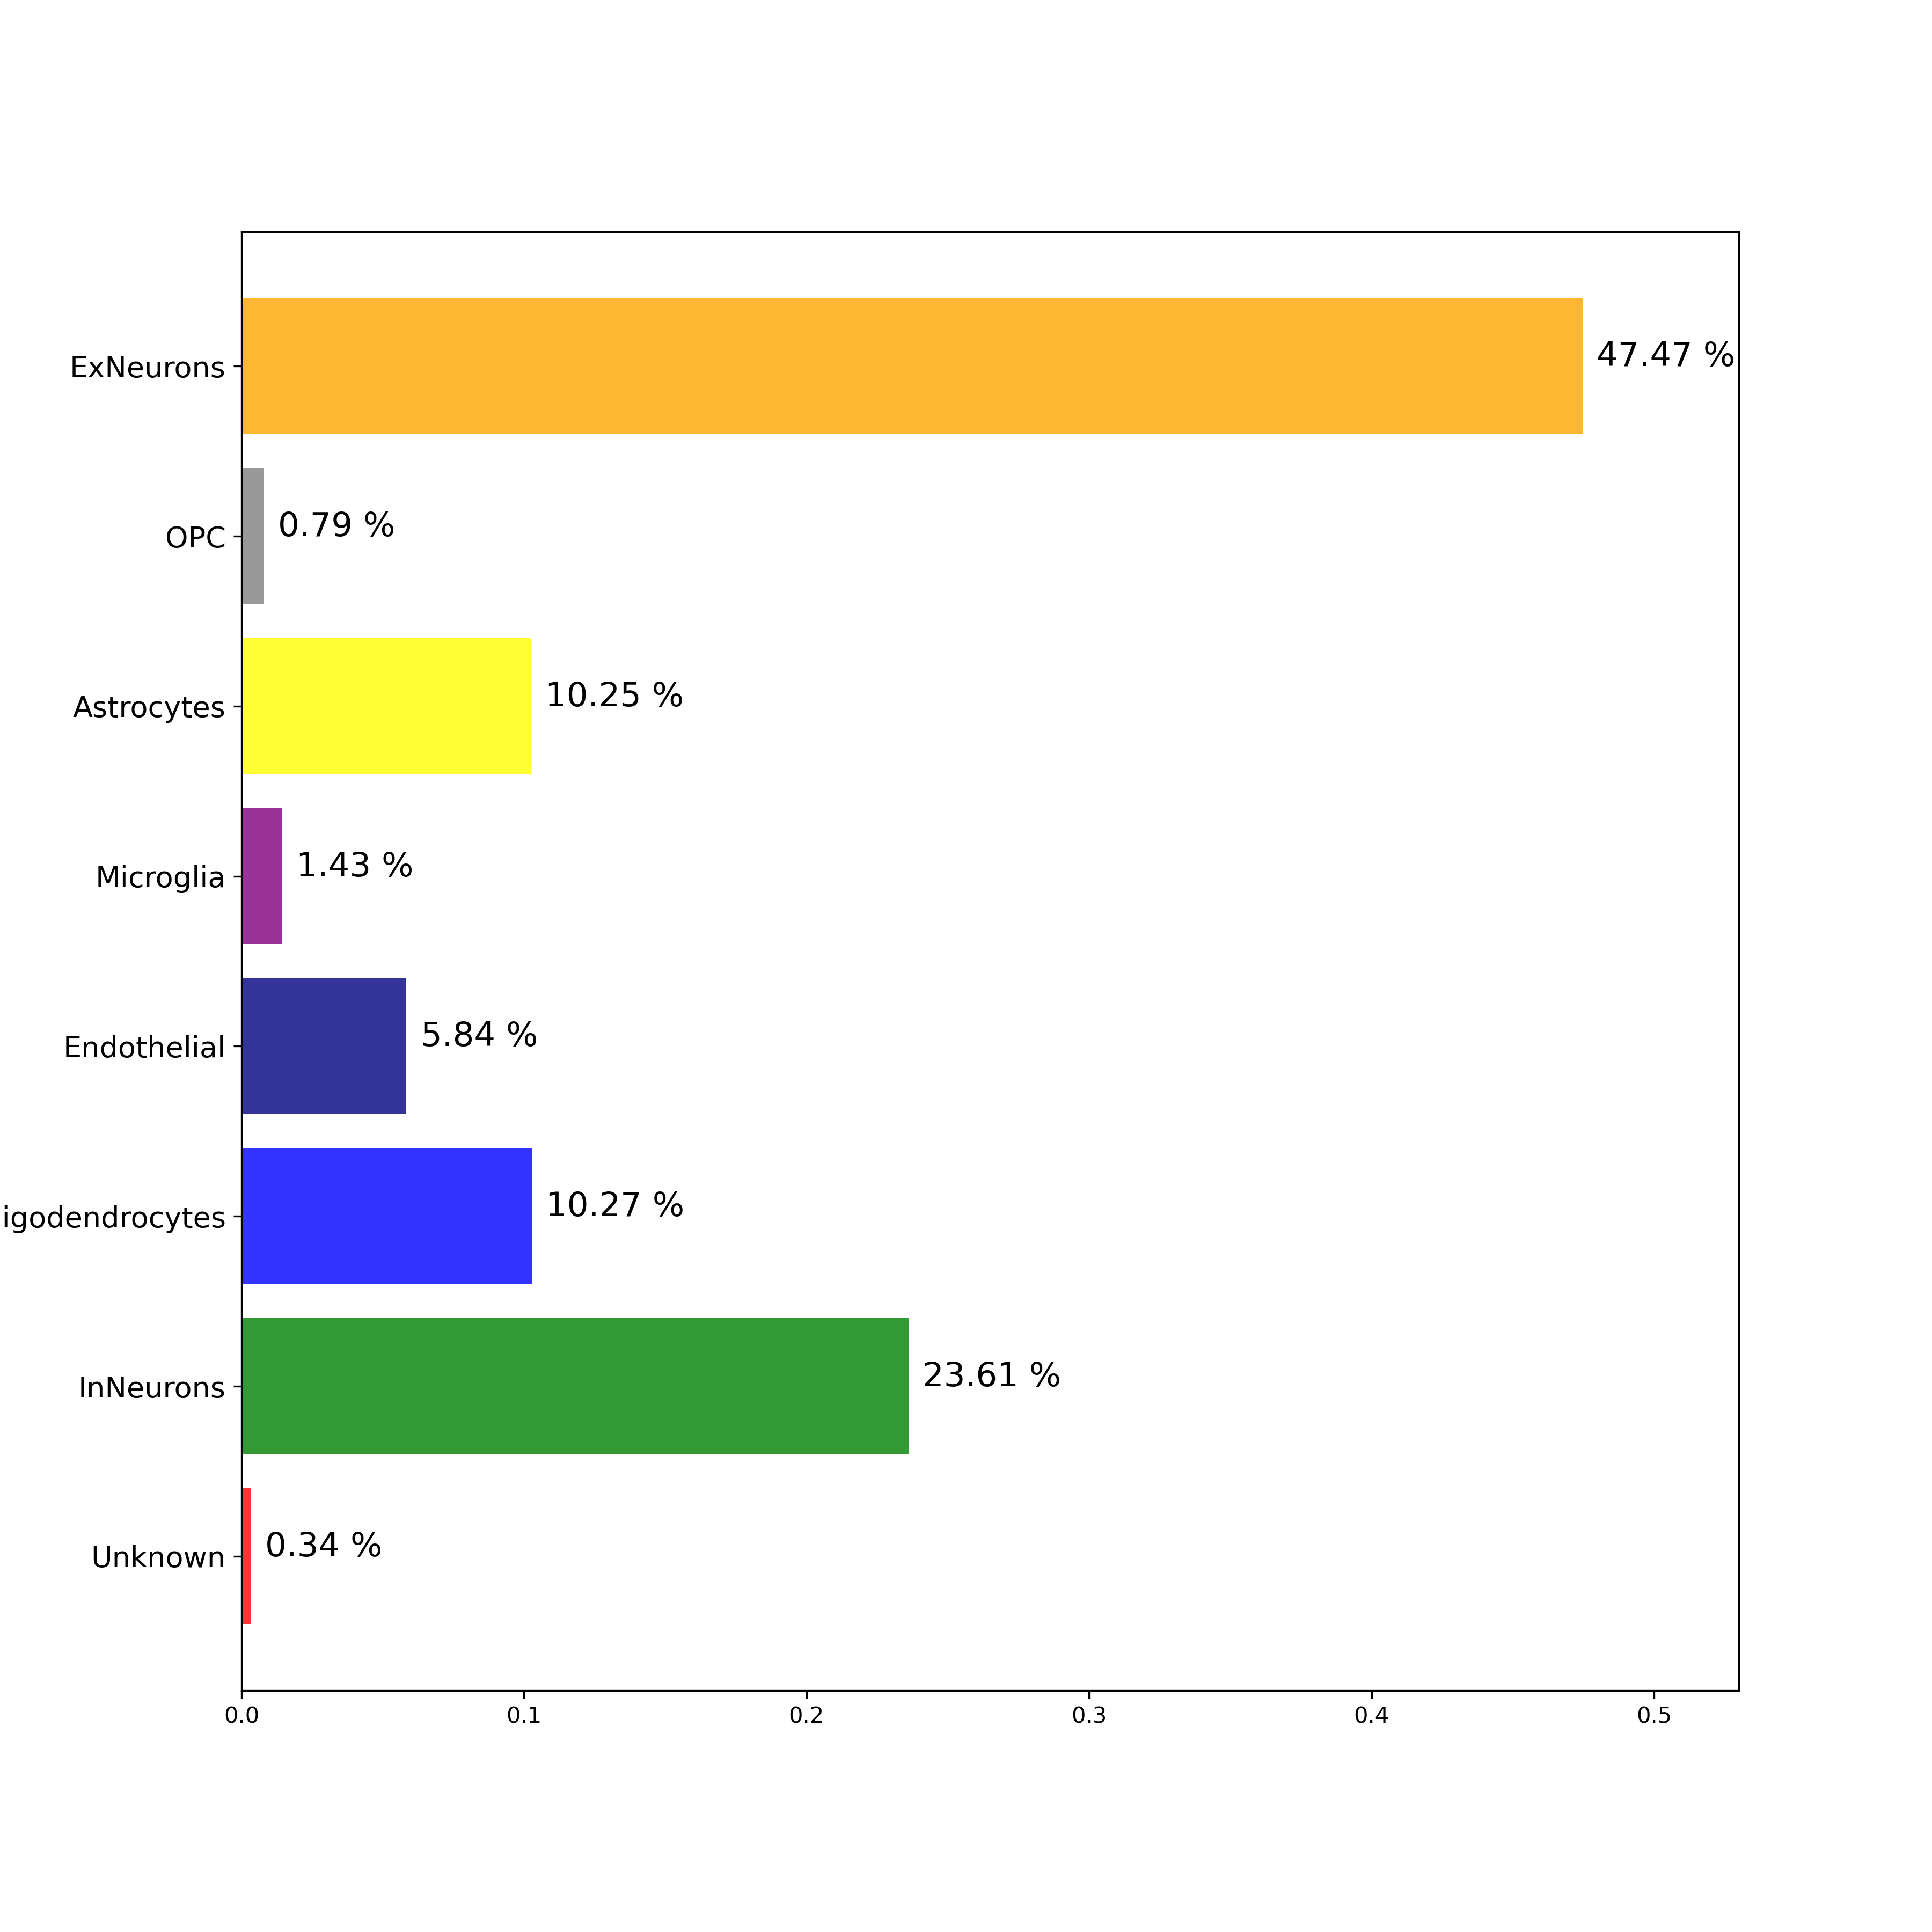 ExNeurons 47.47 %
OPC 0.79 %
Astrocytes 10.25 %
Microglia 1.43 %
Endothelial 5.84 %
igodendrocytes 10.27 %
InNeurons 23.61 %
Unknown 0.34 %
0.0 0.1 0.2 0.3 0.4 0.5